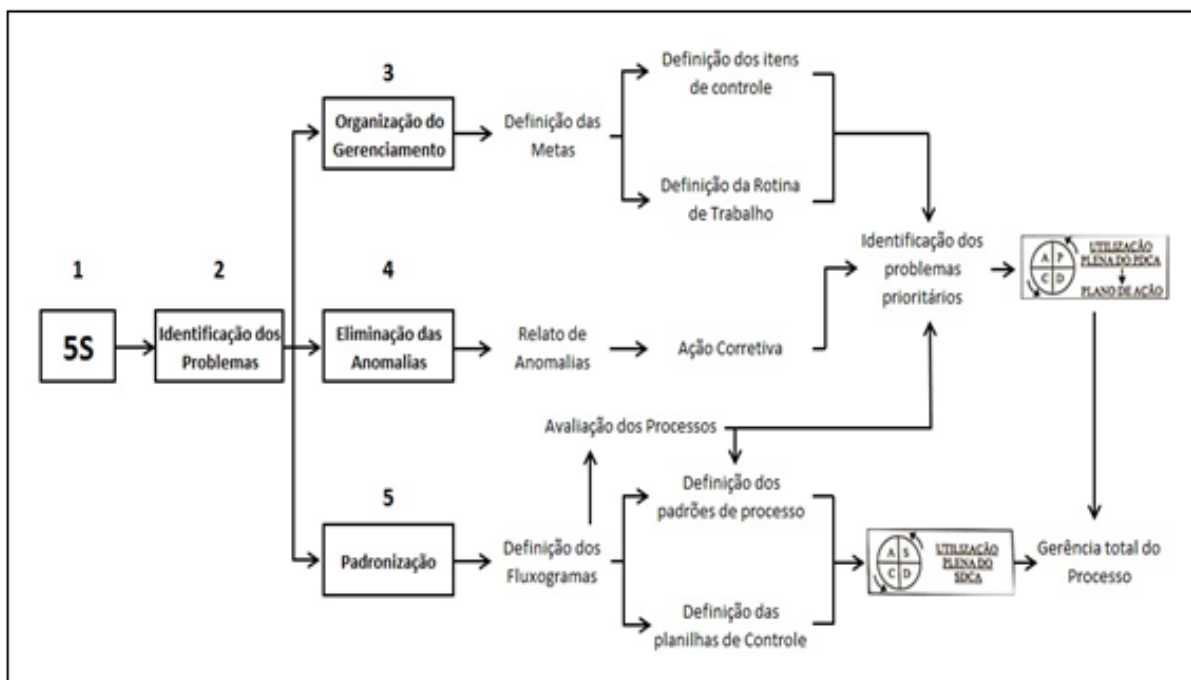 3
Organização do
Gerenciamento
Definição das
Metas
Definição dos itens
de controle
Definição da Rotina
de Trabalho
1
5S
2
Identificação dos
Problemas
4
Eliminação das
Anomalias
Relato de
Anomalias
Ação Corretiva
Identificação dos
problemas
prioritários
A P
C D
UTILIZAÇÃO
PLENA DO PDCA
PLANO DE AÇÃO
Avaliação dos Processos
5
Padronização
Definição dos
Fluxogramas
Definição dos
padrões de processo
Definição das
planilhas de Controle
A S
C D
UTILIZAÇÃO
PLENA DO
SDCA
Gerência total do
Processo